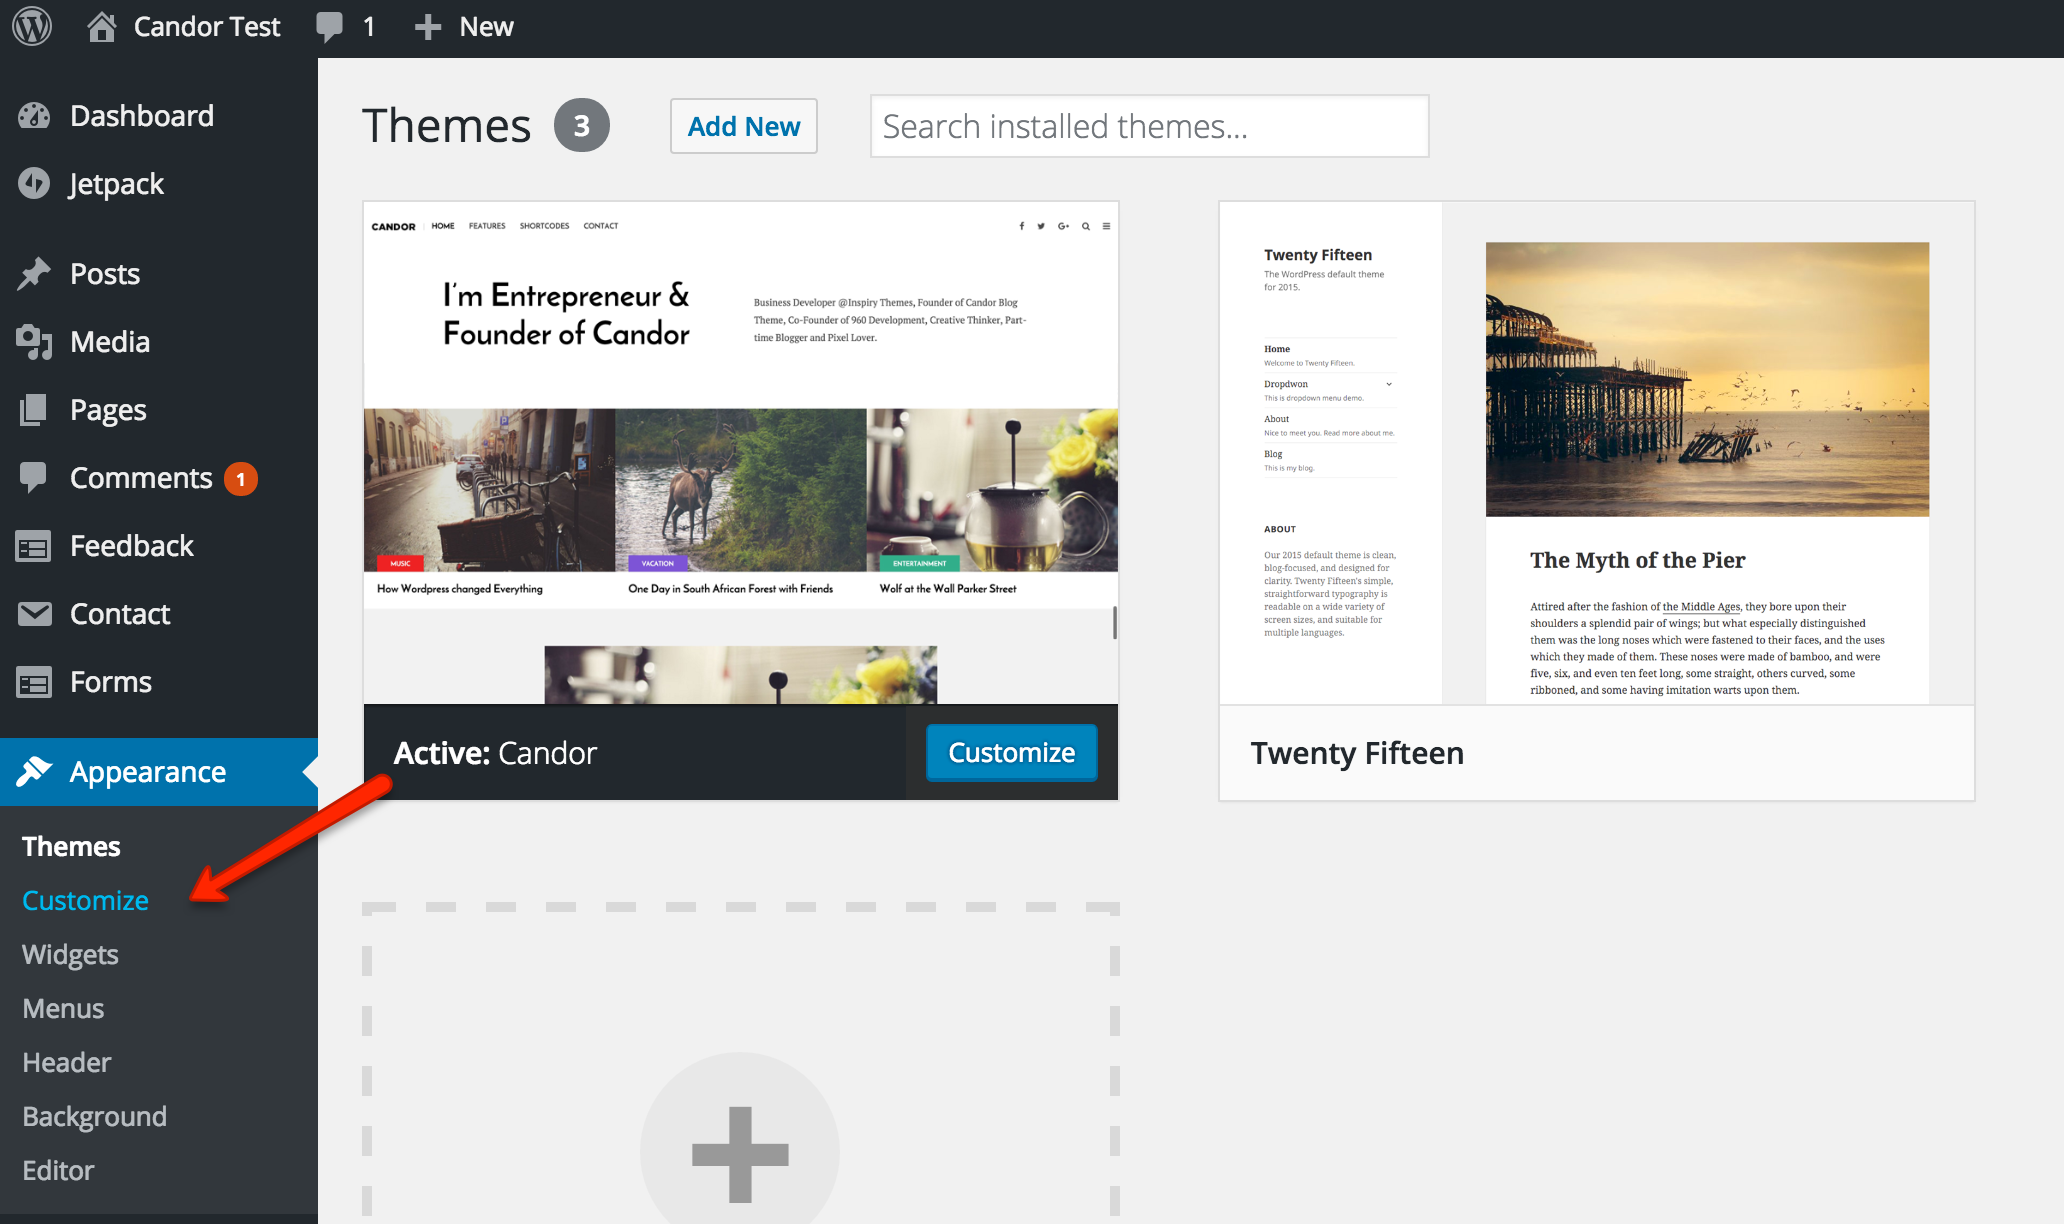 Candor Test 1 New
Dashboard
Jetpack
Posts
Media
Pages
Comments 1
Feedback
Contact
Forms
Appearance
Themes
Customize
Widgets
Menus
Header
Background
Editor
Themes 3 Add New Search installed themes...
CANDOR HOME FEATURES SHORTCODES CONTACT
I'm Entrepreneur &
Founder of Candor
Business Developer @Inspiry Themes, Founder of Candor Blog
Theme, Co-Founder of 960 Development, Creative Thinker, Part-
time Blogger and Pixel Lover.
MUSIC
How Wordpress changed Everything
VACATION
One Day in South African Forest with Friends
ENTERTAINMENT
Wolf at the Wall Parker Street
Active: Candor Customize
Twenty Fifteen
The WordPress default theme
for 2015.
Home
Welcome to Twenty Fifteen.
Dropdwon
This is dropdown menu demo.
About
Nice to meet you. Read more about me.
Blog
This is my blog.
ABOUT
Our 2015 default theme is clean,
blog-focused, and designed for
clarity. Twenty Fifteen's simple,
straightforward typography is
readable on a wide variety of
screen sizes, and suitable for
multiple languages.
The Myth of the Pier
Attired after the fashion of the Middle Ages, they bore upon their
shoulders a splendid pair of wings; but what especially distinguished
them was the long noses which were fastened to their faces, and the uses
which they made of them. These noses were made of bamboo, and were
five, six, and even ten feet long, some straight, others curved, some
ribboned, and some having imitation warts upon them.
Twenty Fifteen